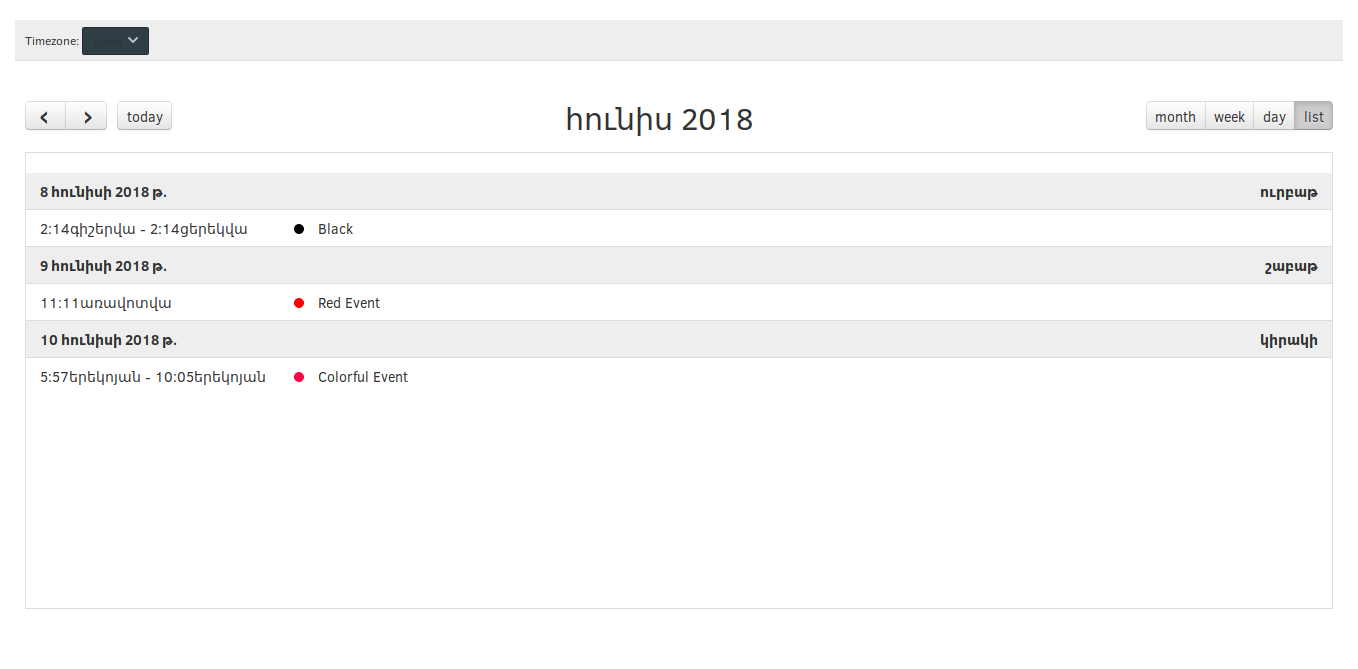 Timezone:
today
հունիս 2018
month week day list
8 հունիսի 2018 թ. ուրբաթ
2:14գիշերվա - 2:14ցերեկվա Black
9 հունիսի 2018 թ. շաբաթ
11:11առավոտվա Red Event
10 հունիսի 2018 թ. կիրակի
5:57երեկոյան - 10:05երեկոյան Colorful Event